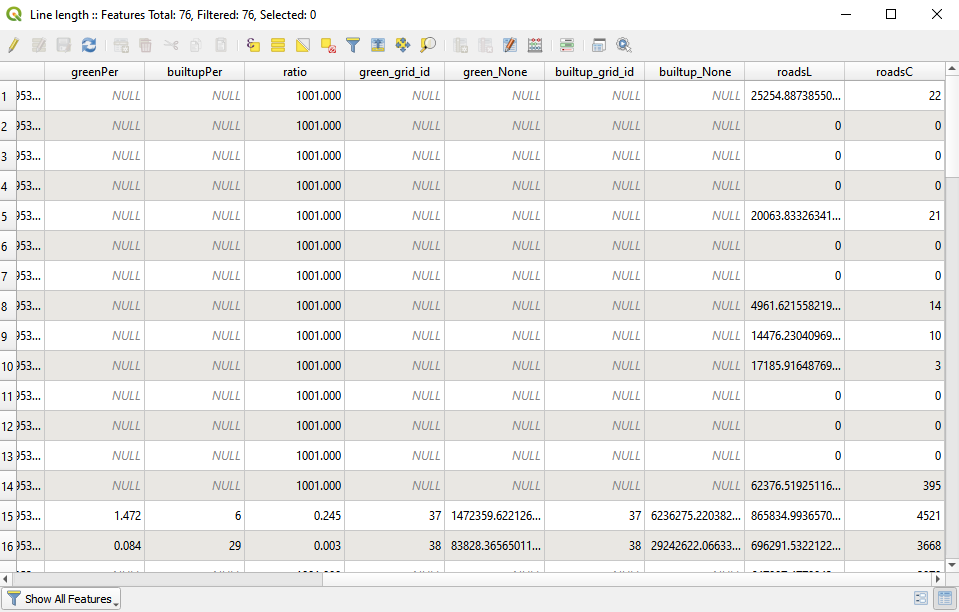 Line length :: Features Total: 76, Filtered: 76, Selected: 0
greenPer builtupPer ratio green_grid_id green_None builtup_grid_id builtup_None roadsL roadsC
1 953... NULL NULL 1001.000 NULL NULL NULL NULL 25254.88738550... 22
2 953... NULL NULL 1001.000 NULL NULL NULL NULL 0 0
3 953... NULL NULL 1001.000 NULL NULL NULL NULL 0 0
4 953... NULL NULL 1001.000 NULL NULL NULL NULL 0 0
5 953... NULL NULL 1001.000 NULL NULL NULL NULL 20063.83326341... 21
6 953... NULL NULL 1001.000 NULL NULL NULL NULL 0 0
7 953... NULL NULL 1001.000 NULL NULL NULL NULL 0 0
8 953... NULL NULL 1001.000 NULL NULL NULL NULL 4961.621558219... 14
9 953... NULL NULL 1001.000 NULL NULL NULL NULL 14476.23040969... 10
10 953... NULL NULL 1001.000 NULL NULL NULL NULL 17185.91648769... 3
11 953... NULL NULL 1001.000 NULL NULL NULL NULL 0 0
12 953... NULL NULL 1001.000 NULL NULL NULL NULL 0 0
13 953... NULL NULL 1001.000 NULL NULL NULL NULL 0 0
14 953... NULL NULL 1001.000 NULL NULL NULL NULL 62376.51925116... 395
15 953... 1.472 6 0.245 37 1472359.622126... 37 6236275.220382... 865834.9936570... 4521
16 953... 0.084 29 0.003 38 83828.36565011... 38 29242622.06633... 696291.5322122... 3668
Show All Features